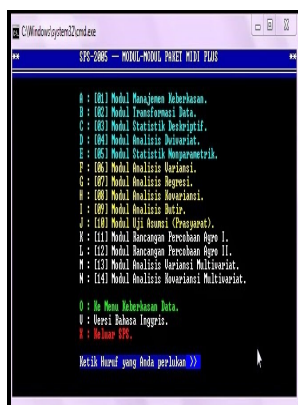 C:\Windows\system32\cmd.exe
** SPS-2005 — MODUL-MODUL PAKET MIDI PLUS **
A : [01] Modul Manajemen Keberkasan.
B : [02] Modul Transformasi Data.
C : [03] Modul Statistik Deskriptif.
D : [04] Modul Analisis Dwivariat.
E : [05] Modul Statistik Nonparametrik.
F : [06] Modul Analisis Variansi.
G : [07] Modul Analisis Regresi.
H : [08] Modul Analisis Kovariansi.
I : [09] Modul Analisis Butir.
J : [10] Modul Uji Asumsi (Prasyarat).
K : [11] Modul Rancangan Percobaan Agro I.
L : [12] Modul Rancangan Percobaan Agro II.
M : [13] Modul Analisis Variansi Multivariat.
N : [14] Modul Analisis Kovariansi Multivariat.
O : Ke Menu Keberkasan Data.
U : Versi Bahasa Inggris.
X : Keluar SPS.
Ketik Huruf yang Anda perlukan >>